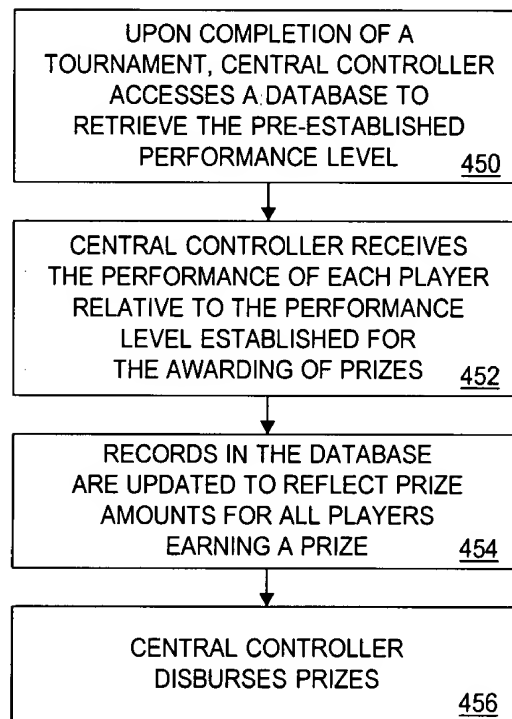 UPON COMPLETION OF A
TOURNAMENT, CENTRAL CONTROLLER
ACCESSES A DATABASE TO
RETRIEVE THE PRE-ESTABLISHED
PERFORMANCE LEVEL
450
CENTRAL CONTROLLER RECEIVES
THE PERFORMANCE OF EACH PLAYER
RELATIVE TO THE PERFORMANCE
LEVEL ESTABLISHED FOR
THE AWARDING OF PRIZES
452
RECORDS IN THE DATABASE
ARE UPDATED TO REFLECT PRIZE
AMOUNTS FOR ALL PLAYERS
EARNING A PRIZE
454
CENTRAL CONTROLLER
DISBURSES PRIZES
456